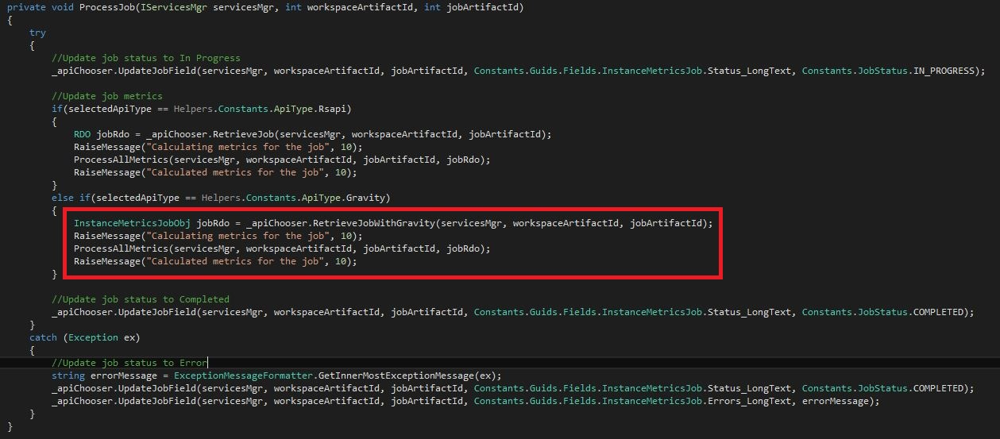 private void ProcessJob(IServicesMgr servicesMgr, int workspaceArtifactId, int jobArtifactId)
{
try
{
//Update job status to In Progress
_apiChooser.UpdateJobField(servicesMgr, workspaceArtifactId, jobArtifactId, Constants.Guids.Fields.InstanceMetricsJob.Status_LongText, Constants.JobStatus.IN_PROGRESS);
//Update job metrics
if(selectedApiType == Helpers.Constants.ApiType.Rsapi)
{
RDO jobRdo = _apiChooser.RetrieveJob(servicesMgr, workspaceArtifactId, jobArtifactId);
RaiseMessage("Calculating metrics for the job", 10);
ProcessAllMetrics(servicesMgr, workspaceArtifactId, jobArtifactId, jobRdo);
RaiseMessage("Calculated metrics for the job", 10);
}
else if(selectedApiType == Helpers.Constants.ApiType.Gravity)
{
InstanceMetricsJobObj jobRdo = _apiChooser.RetrieveJobWithGravity(servicesMgr, workspaceArtifactId, jobArtifactId);
RaiseMessage("Calculating metrics for the job", 10);
ProcessAllMetrics(servicesMgr, workspaceArtifactId, jobArtifactId, jobRdo);
RaiseMessage("Calculated metrics for the job", 10);
}
//Update job status to Completed
_apiChooser.UpdateJobField(servicesMgr, workspaceArtifactId, jobArtifactId, Constants.Guids.Fields.InstanceMetricsJob.Status_LongText, Constants.JobStatus.COMPLETED);
}
catch (Exception ex)
{
//Update job status to Error
string errorMessage = ExceptionMessageFormatter.GetInnerMostExceptionMessage(ex);
_apiChooser.UpdateJobField(servicesMgr, workspaceArtifactId, jobArtifactId, Constants.Guids.Fields.InstanceMetricsJob.Status_LongText, Constants.JobStatus.COMPLETED);
_apiChooser.UpdateJobField(servicesMgr, workspaceArtifactId, jobArtifactId, Constants.Guids.Fields.InstanceMetricsJob.Errors_LongText, errorMessage);
}
}